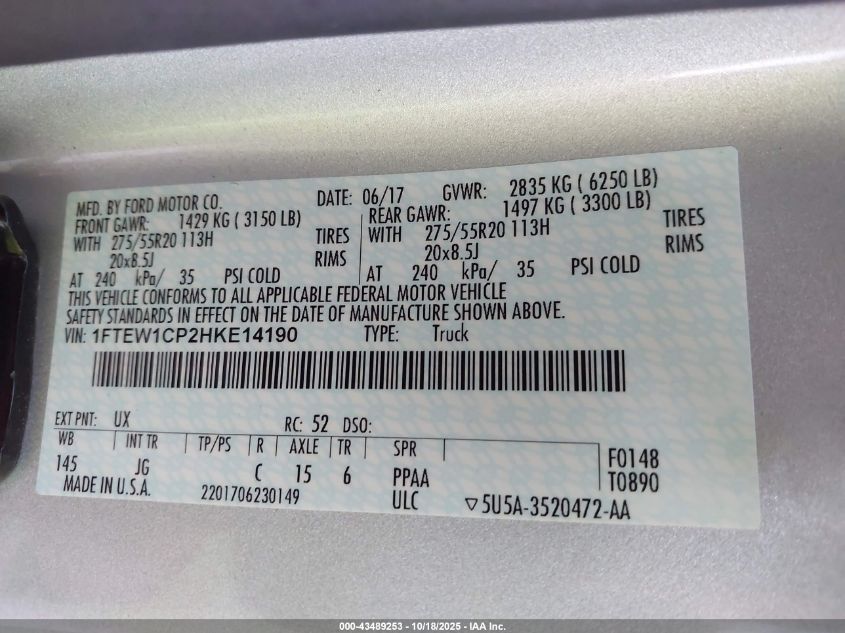 MFD. BY FORD MOTOR CO. DATE: 06/17 GVWR: 2835 KG ( 6250 LB)
FRONT GAWR: 1429 KG ( 3150 LB) REAR GAWR: 1497 KG ( 3300 LB)
WITH 275/55R20 113H TIRES WITH 275/55R20 113H TIRES
20x8.5J RIMS 20x8.5J RIMS
AT 240 kPa/ 35 PSI COLD AT 240 kPa/ 35 PSI COLD
THIS VEHICLE CONFORMS TO ALL APPLICABLE FEDERAL MOTOR VEHICLE
SAFETY STANDARDS IN EFFECT ON THE DATE OF MANUFACTURE SHOWN ABOVE.
VIN: 1FTEW1CP2HKE14190 TYPE: Truck
EXT PNT: UX RC: 52 DSO:
WB INT TR TP/PS R AXLE TR SPR F0148
145 JG C 15 6 PPAA T0890
MADE IN U.S.A. 2201706230149 ULC ▽5U5A-3520472-AA
000-43489253 - 10/18/2025 - IAA Inc.